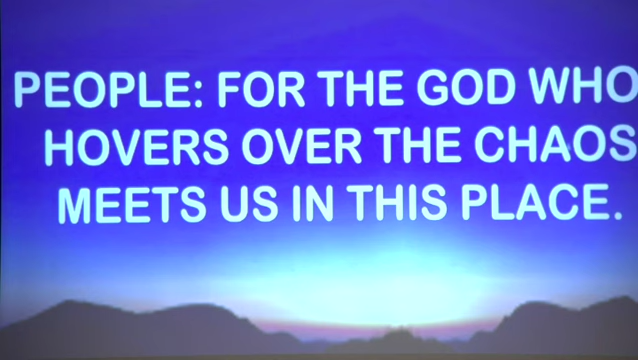 PEOPLE: FOR THE GOD WHO
HOVERS OVER THE CHAOS
MEETS US IN THIS PLACE.